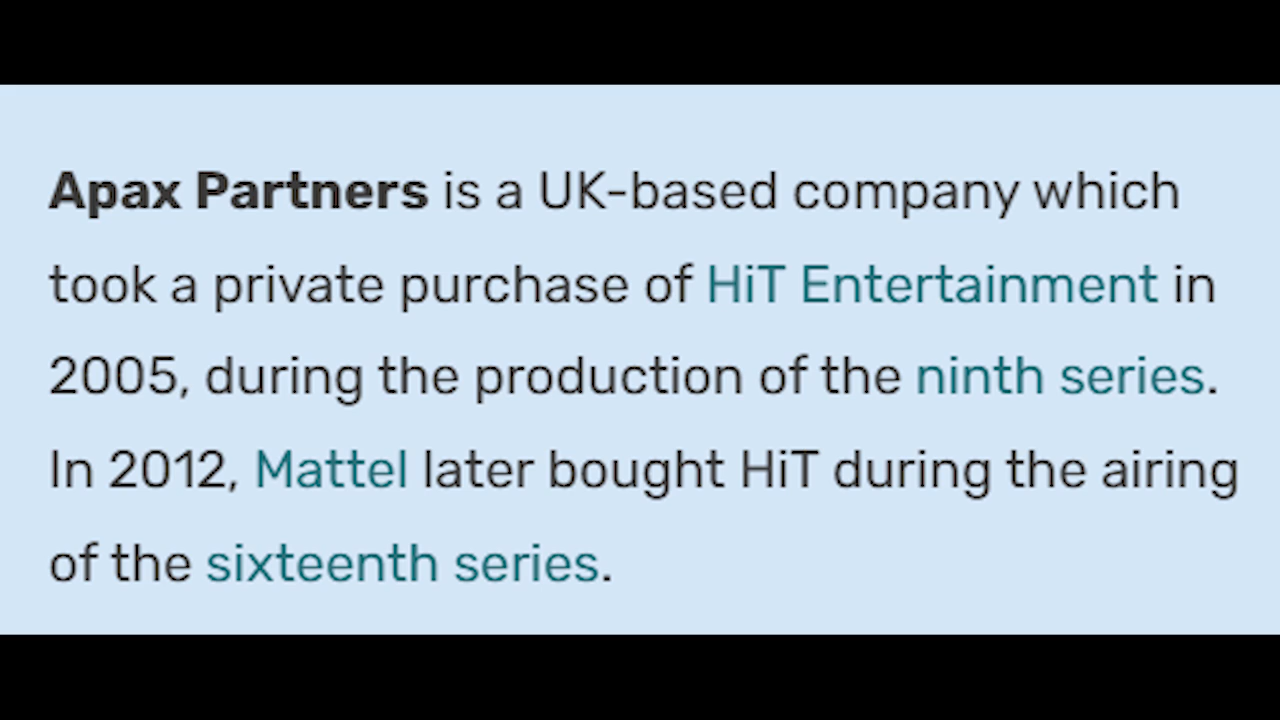 Apax Partners is a UK-based company which
took a private purchase of HiT Entertainment in
2005, during the production of the ninth series.
In 2012, Mattel later bought HiT during the airing
of the sixteenth series.